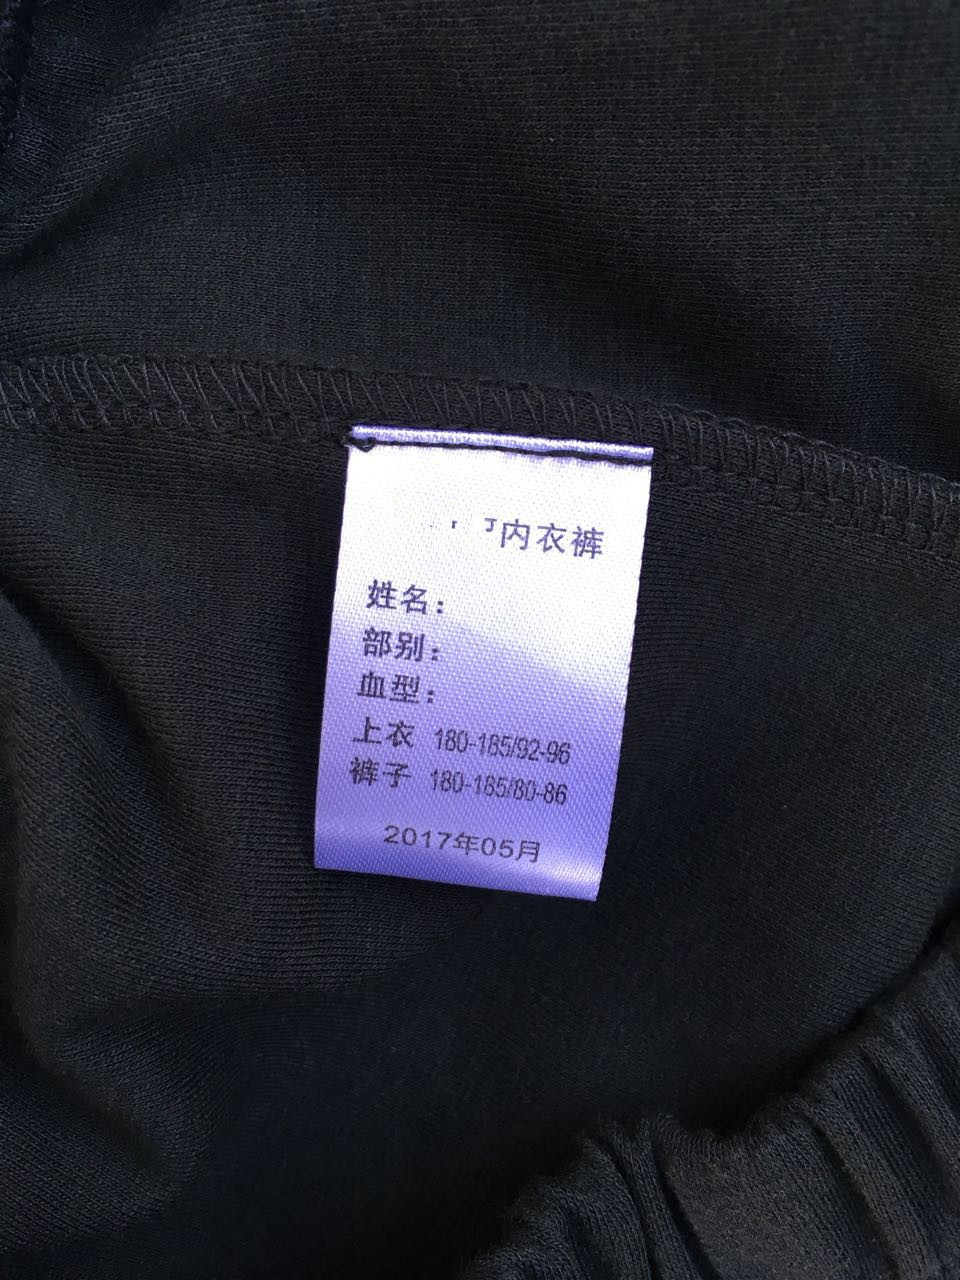 内衣裤
姓名：
部别：
血型：
上衣 180-185/92-96
裤子 180-185/80-86
2017年05月